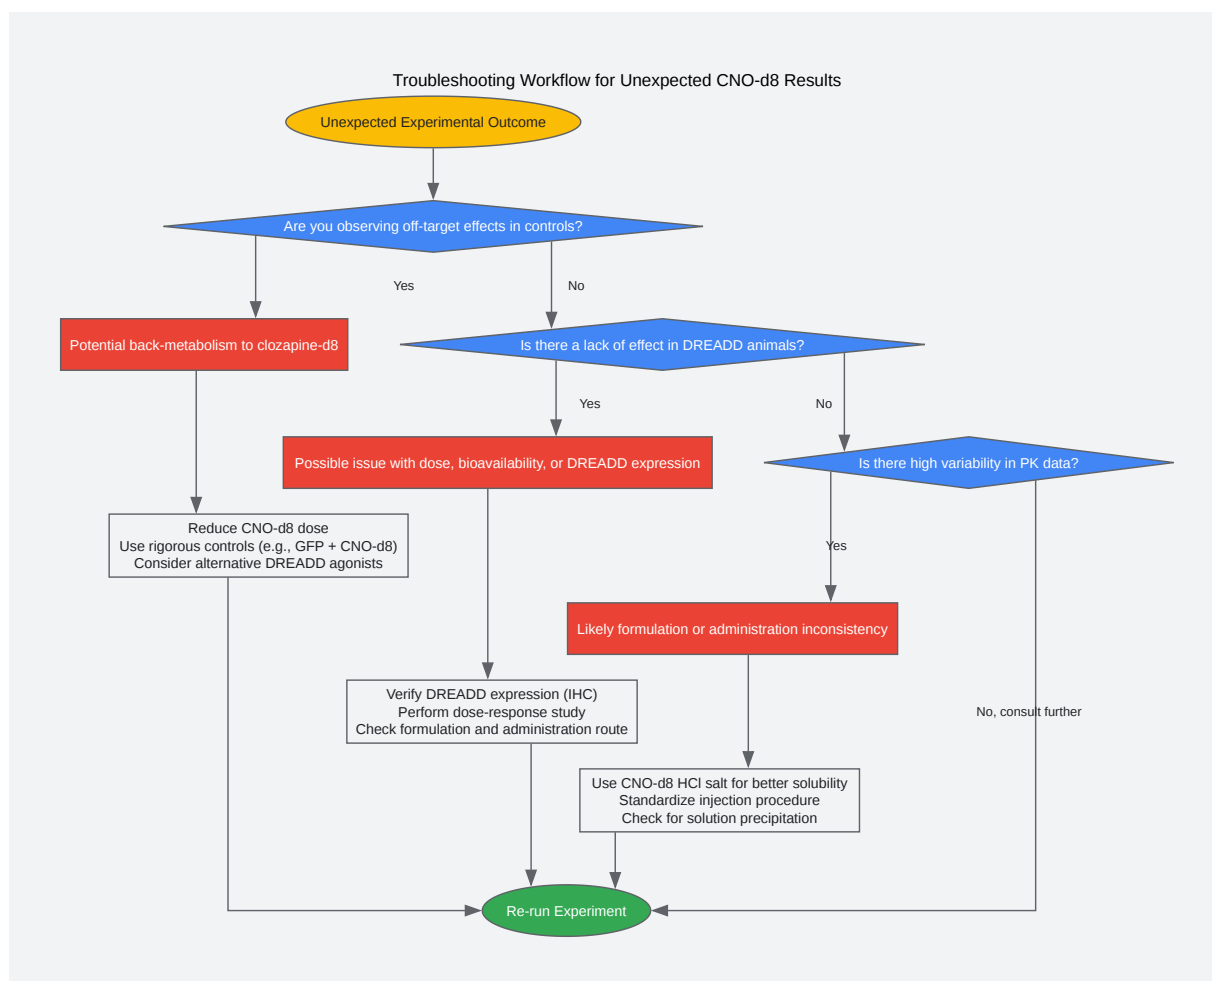 Troubleshooting Workflow for Unexpected CNO-d8 Results
Unexpected Experimental Outcome
Are you observing off-target effects in controls?
Yes
No
Potential back-metabolism to clozapine-d8
Is there a lack of effect in DREADD animals?
Yes
No
Possible issue with dose, bioavailability, or DREADD expression
Is there high variability in PK data?
Reduce CNO-d8 dose
Use rigorous controls (e.g., GFP + CNO-d8)
Consider alternative DREADD agonists
Yes
Likely formulation or administration inconsistency
Verify DREADD expression (IHC)
Perform dose-response study
Check formulation and administration route
No, consult further
Use CNO-d8 HCl salt for better solubility
Standardize injection procedure
Check for solution precipitation
Re-run Experiment